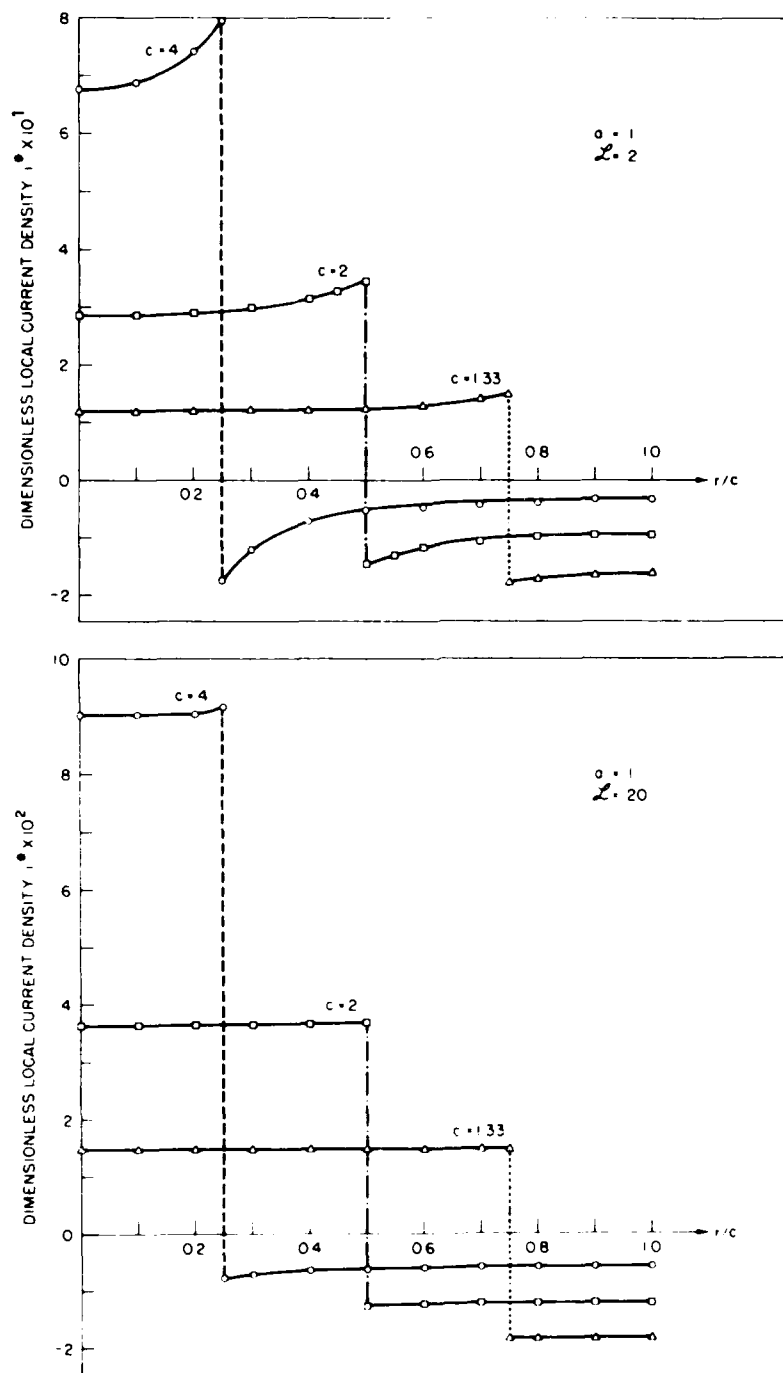 8
c = 4
6
a = 1
ℒ = 2
4
c = 2
2
c = 1.33
0
0.2
0.4
0.6
0.8
1.0
r/c
-2
DIMENSIONLESS LOCAL CURRENT DENSITY i* x 10¹
10
c = 4
8
a = 1
ℒ = 20
6
4
c = 2
2
c = 1.33
0
0.2
0.4
0.6
0.8
1.0
r/c
-2
DIMENSIONLESS LOCAL CURRENT DENSITY i* x 10²